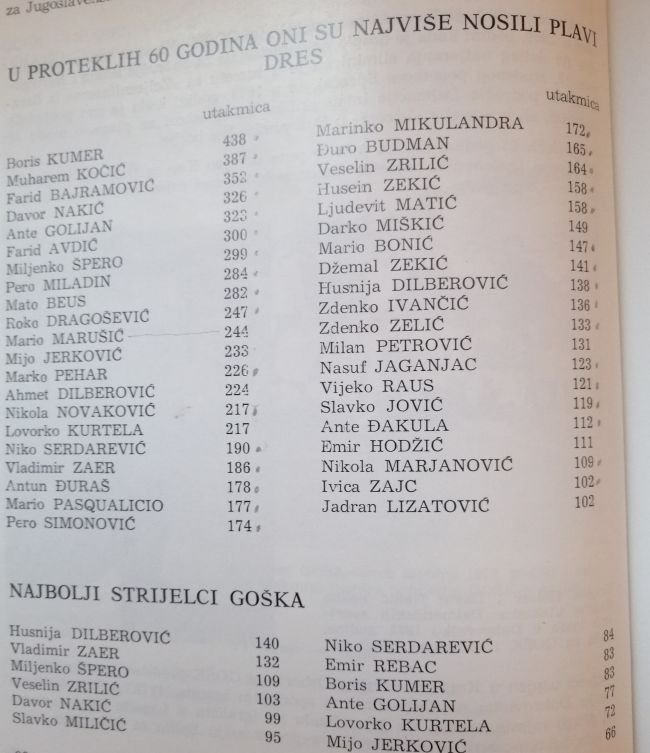 za Jugoslaven
U PROTEKLIH 60 GODINA ONI SU NAJVIŠE NOSILI PLAVI
DRES
utakmica
Boris KUMER 438
Muharem KOČIĆ 387
Farid BAJRAMOVIĆ 353
Davor NAKIĆ 326
Ante GOLIJAN 323
Farid AVDIĆ 300
Miljenko ŠPERO 299
Pero MILADIN 284
Mato BEUS 282
Roko DRAGOŠEVIĆ 247
Mario MARUŠIĆ 244
Mijo JERKOVIĆ 233
Marko PEHAR 226
Ahmet DILBEROVIĆ 224
Nikola NOVAKOVIĆ 217
Lovorko KURTELA 217
Niko SERDAREVIĆ 190
Vladimir ZAER 186
Antun ĐURAŠ 178
Mario PASQUALICIO 177
Pero SIMONOVIĆ 174
utakmica
Marinko MIKULANDRA 172
Đuro BUDMAN 165
Veselin ZRILIĆ 164
Husein ZEKIĆ 158
Ljudevit MATIĆ 158
Darko MIŠKIĆ 149
Mario BONIĆ 147
Džemal ZEKIĆ 141
Husnija DILBEROVIĆ 138
Zdenko IVANČIĆ 136
Zdenko ZELIĆ 133
Milan PETROVIĆ 131
Nasuf JAGANJAC 123
Vijeko RAUS 121
Slavko JOVIĆ 119
Ante ĐAKULA 112
Emir HODŽIĆ 111
Nikola MARJANOVIĆ 109
Ivica ZAJC 102
Jadran LIZATOVIĆ 102
NAJBOLJI STRIJELCI GOŠKA
Husnija DILBEROVIĆ 140
Vladimir ZAER 132
Miljenko ŠPERO 109
Veselin ZRILIĆ 103
Davor NAKIĆ 99
Slavko MILIČIĆ 95
Niko SERDAREVIĆ 84
Emir REBAC 83
Boris KUMER 83
Ante GOLIJAN 77
Lovorko KURTELA 72
Mijo JERKOVIĆ 66